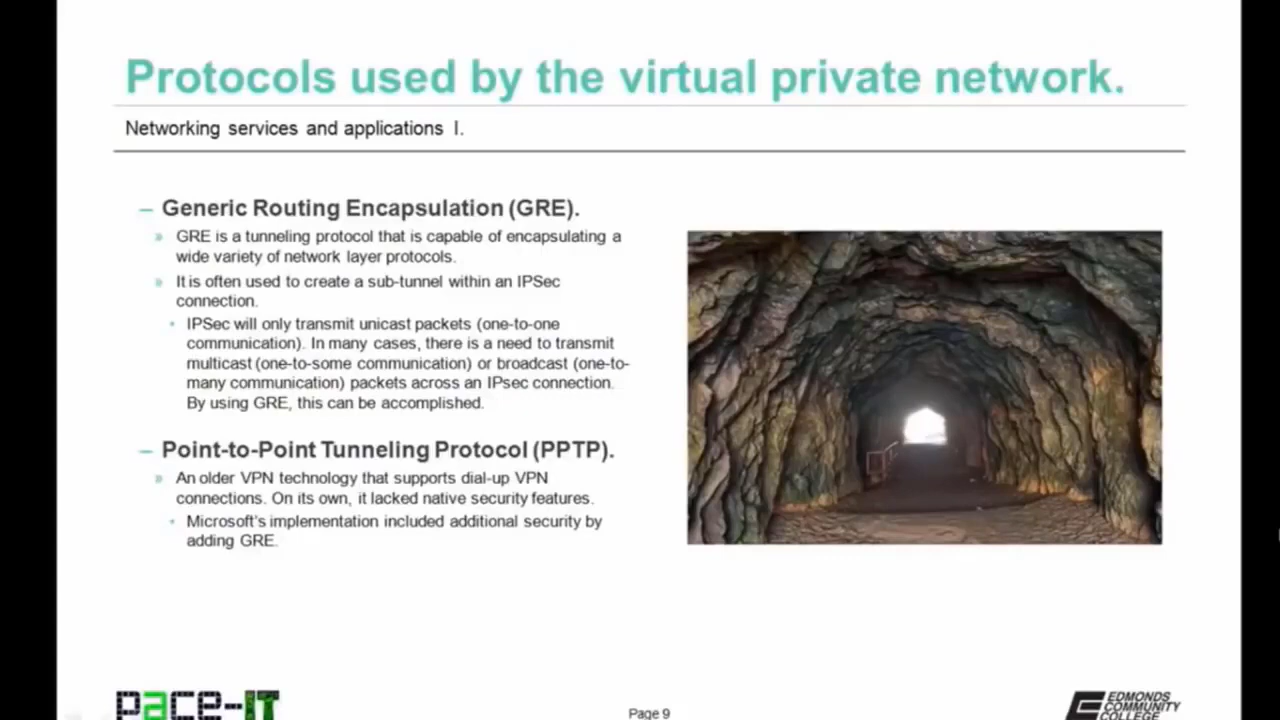 Protocols used by the virtual private network.
Networking services and applications I.
– Generic Routing Encapsulation (GRE).
» GRE is a tunneling protocol that is capable of encapsulating a
wide variety of network layer protocols.
» It is often used to create a sub-tunnel within an IPSec
connection.
• IPSec will only transmit unicast packets (one-to-one
communication). In many cases, there is a need to transmit
multicast (one-to-some communication) or broadcast (one-to-
many communication) packets across an IPsec connection.
By using GRE, this can be accomplished.
– Point-to-Point Tunneling Protocol (PPTP).
» An older VPN technology that supports dial-up VPN
connections. On its own, it lacked native security features.
• Microsoft's implementation included additional security by
adding GRE.
pace-IT
Page 9
EDMONDS
COMMUNITY
COLLEGE